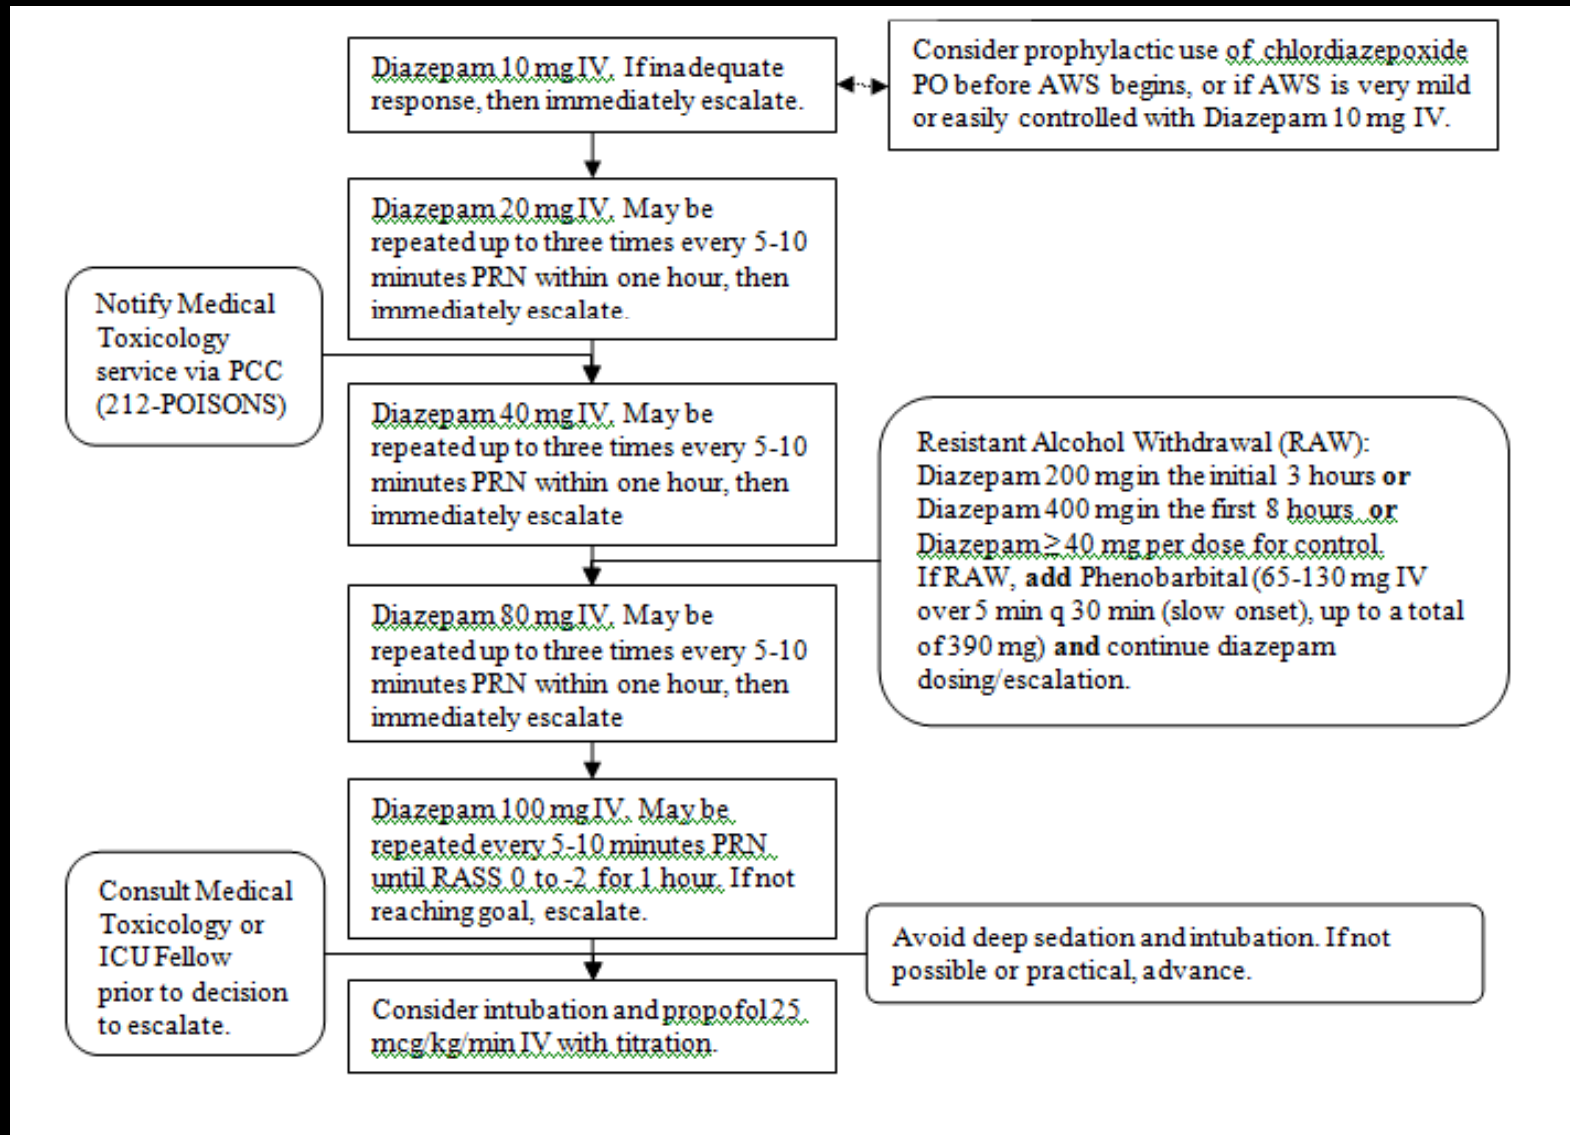 Diazepam 10 mg IV. If inadequate
response, then immediately escalate.
Consider prophylactic use of chlordiazepoxide
PO before AWS begins, or if AWS is very mild
or easily controlled with Diazepam 10 mg IV.
Diazepam 20 mg IV. May be
repeated up to three times every 5-10
minutes PRN within one hour, then
immediately escalate.
Notify Medical
Toxicology
service via PCC
(212-POISONS)
Diazepam 40 mg IV. May be
repeated up to three times every 5-10
minutes PRN within one hour, then
immediately escalate
Resistant Alcohol Withdrawal (RAW):
Diazepam 200 mg in the initial 3 hours or
Diazepam 400 mg in the first 8 hours or
Diazepam ≥ 40 mg per dose for control.
If RAW, add Phenobarbital (65-130 mg IV
over 5 min q 30 min (slow onset), up to a total
of 390 mg) and continue diazepam
dosing/escalation.
Diazepam 80 mg IV. May be
repeated up to three times every 5-10
minutes PRN within one hour, then
immediately escalate
Diazepam 100 mg IV. May be
repeated every 5-10 minutes PRN
until RASS 0 to -2 for 1 hour. If not
reaching goal, escalate.
Consult Medical
Toxicology or
ICU Fellow
prior to decision
to escalate.
Avoid deep sedation and intubation. If not
possible or practical, advance.
Consider intubation and propofol 25
mcg/kg/min IV with titration.